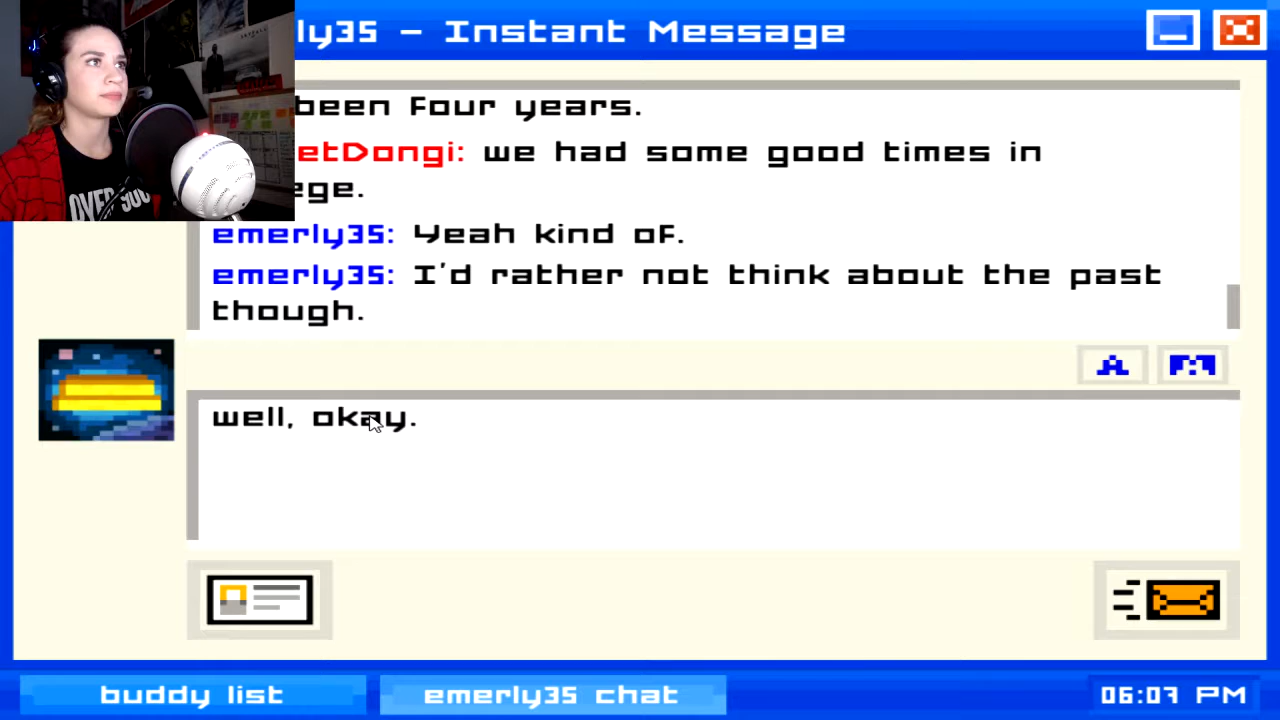 ly35 - Instant Message
been four years.
etDongi: we had some good times in
ege.
emerly35: Yeah kind of.
emerly35: I'd rather not think about the past
though.
A
well, okay.
buddy list
emerly35 chat
06:07 PM